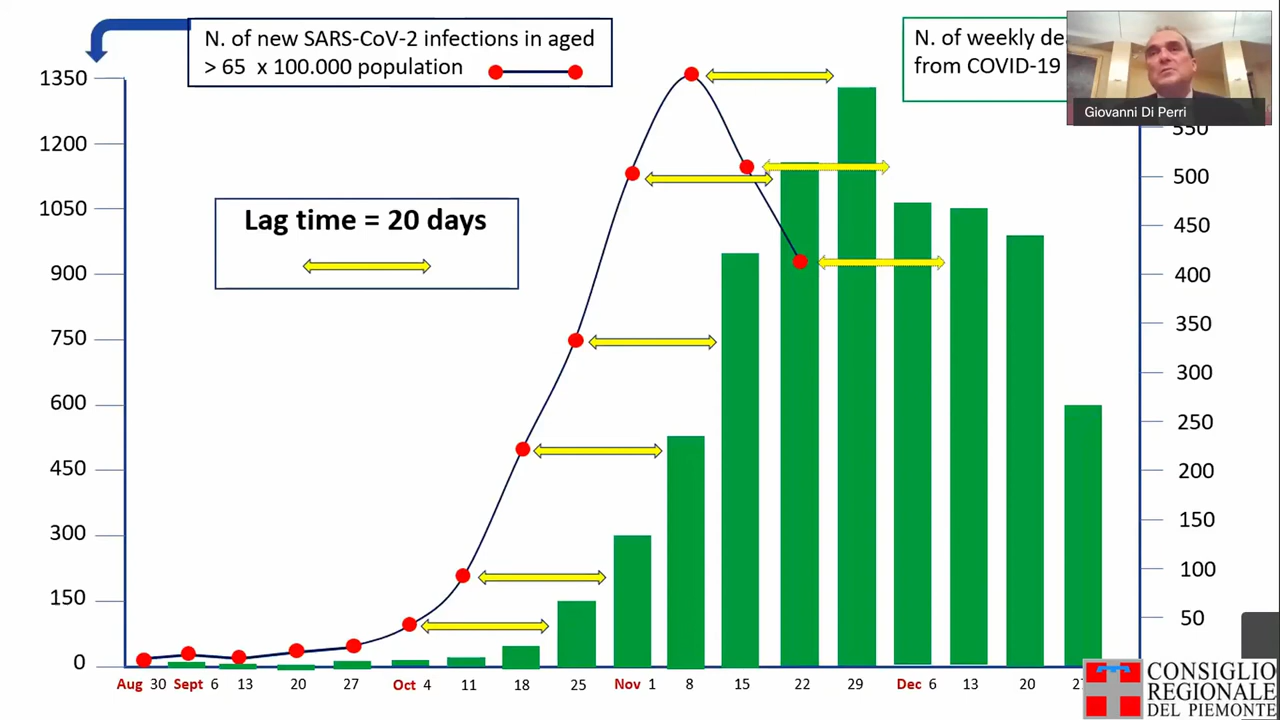 N. of new SARS-CoV-2 infections in aged
> 65 x 100.000 population
N. of weekly
from COVID-19
Giovanni Di Perri
Lag time = 20 days
1350
1200
1050
900
750
600
450
300
150
0
550
500
450
400
350
300
250
200
150
100
50
Aug 30 Sept 6 13 20 27 Oct 4 11 18 25 Nov 1 8 15 22 29 Dec 6 13 20
CONSIGLIO
REGIONALE
DEL PIEMONTE